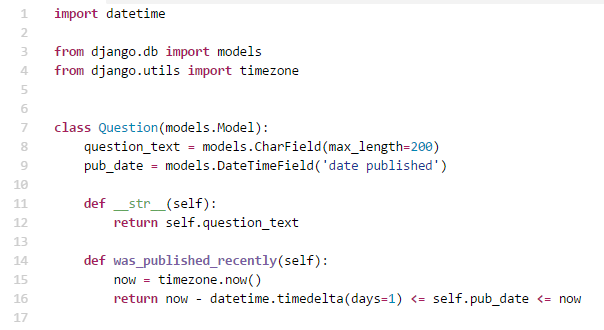 1 import datetime
2
3 from django.db import models
4 from django.utils import timezone
5
6
7 class Question(models.Model):
8     question_text = models.CharField(max_length=200)
9     pub_date = models.DateTimeField('date published')
10
11     def __str__(self):
12         return self.question_text
13
14     def was_published_recently(self):
15         now = timezone.now()
16         return now - datetime.timedelta(days=1) <= self.pub_date <= now
17